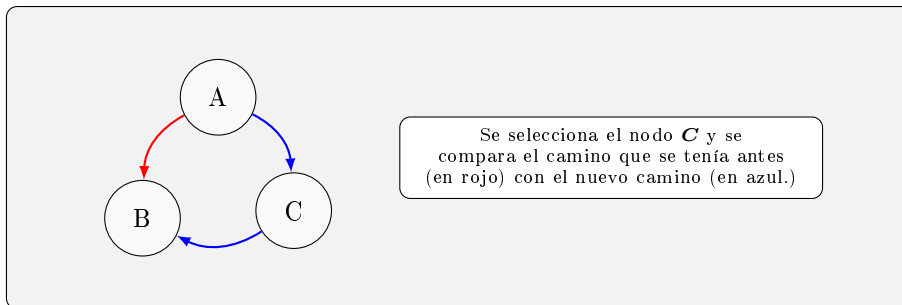 A
B
C
Se selecciona el nodo C y se
compara el camino que se tenía antes
(en rojo) con el nuevo camino (en azul.)